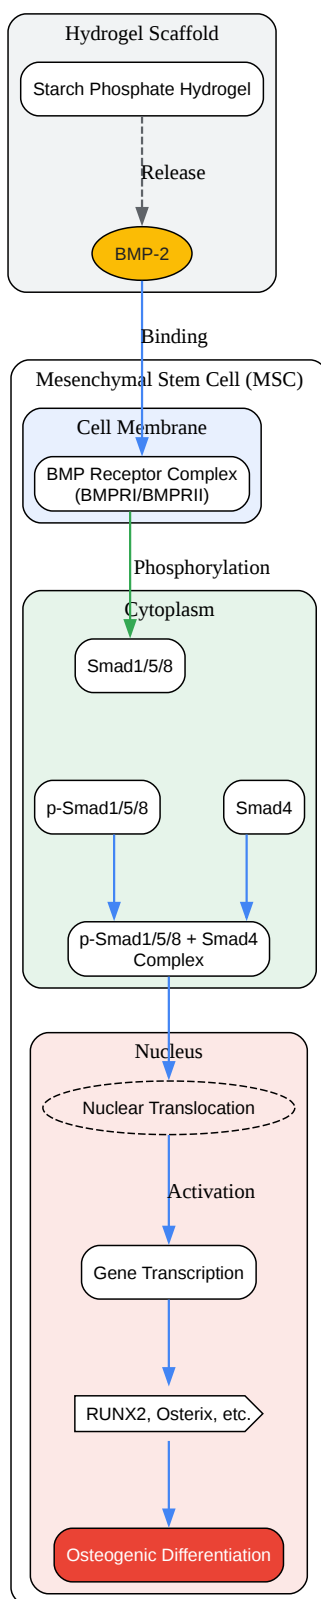 Hydrogel Scaffold
Starch Phosphate Hydrogel
Release
BMP-2
Binding
Mesenchymal Stem Cell (MSC)
Cell Membrane
BMP Receptor Complex
(BMPRI/BMPRII)
Phosphorylation
Cytoplasm
Smad1/5/8
p-Smad1/5/8
Smad4
p-Smad1/5/8 + Smad4
Complex
Nucleus
Nuclear Translocation
Activation
Gene Transcription
RUNX2, Osterix, etc.
Osteogenic Differentiation